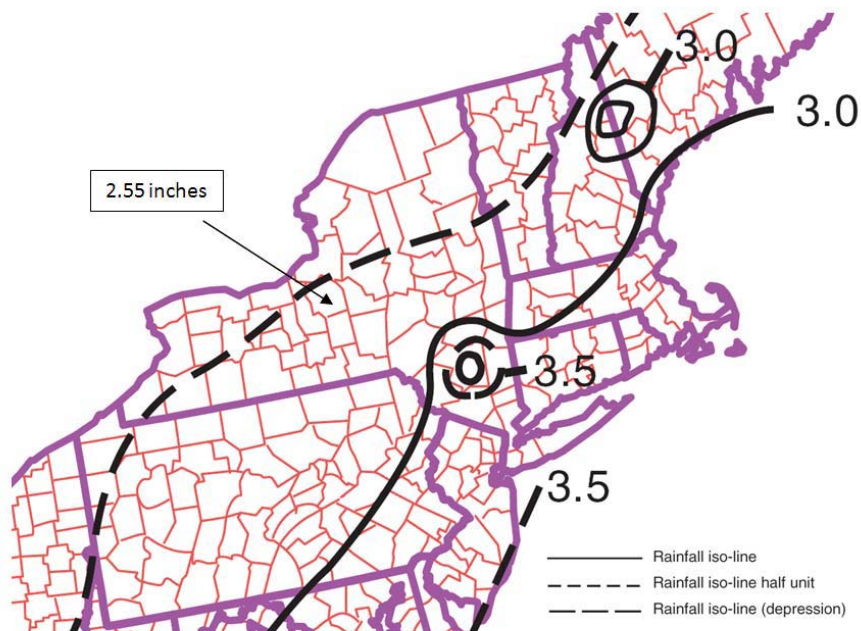 3.0
3.0
2.55 inches
3.5
3.5
Rainfall iso-line
Rainfall iso-line half unit
Rainfall iso-line (depression)